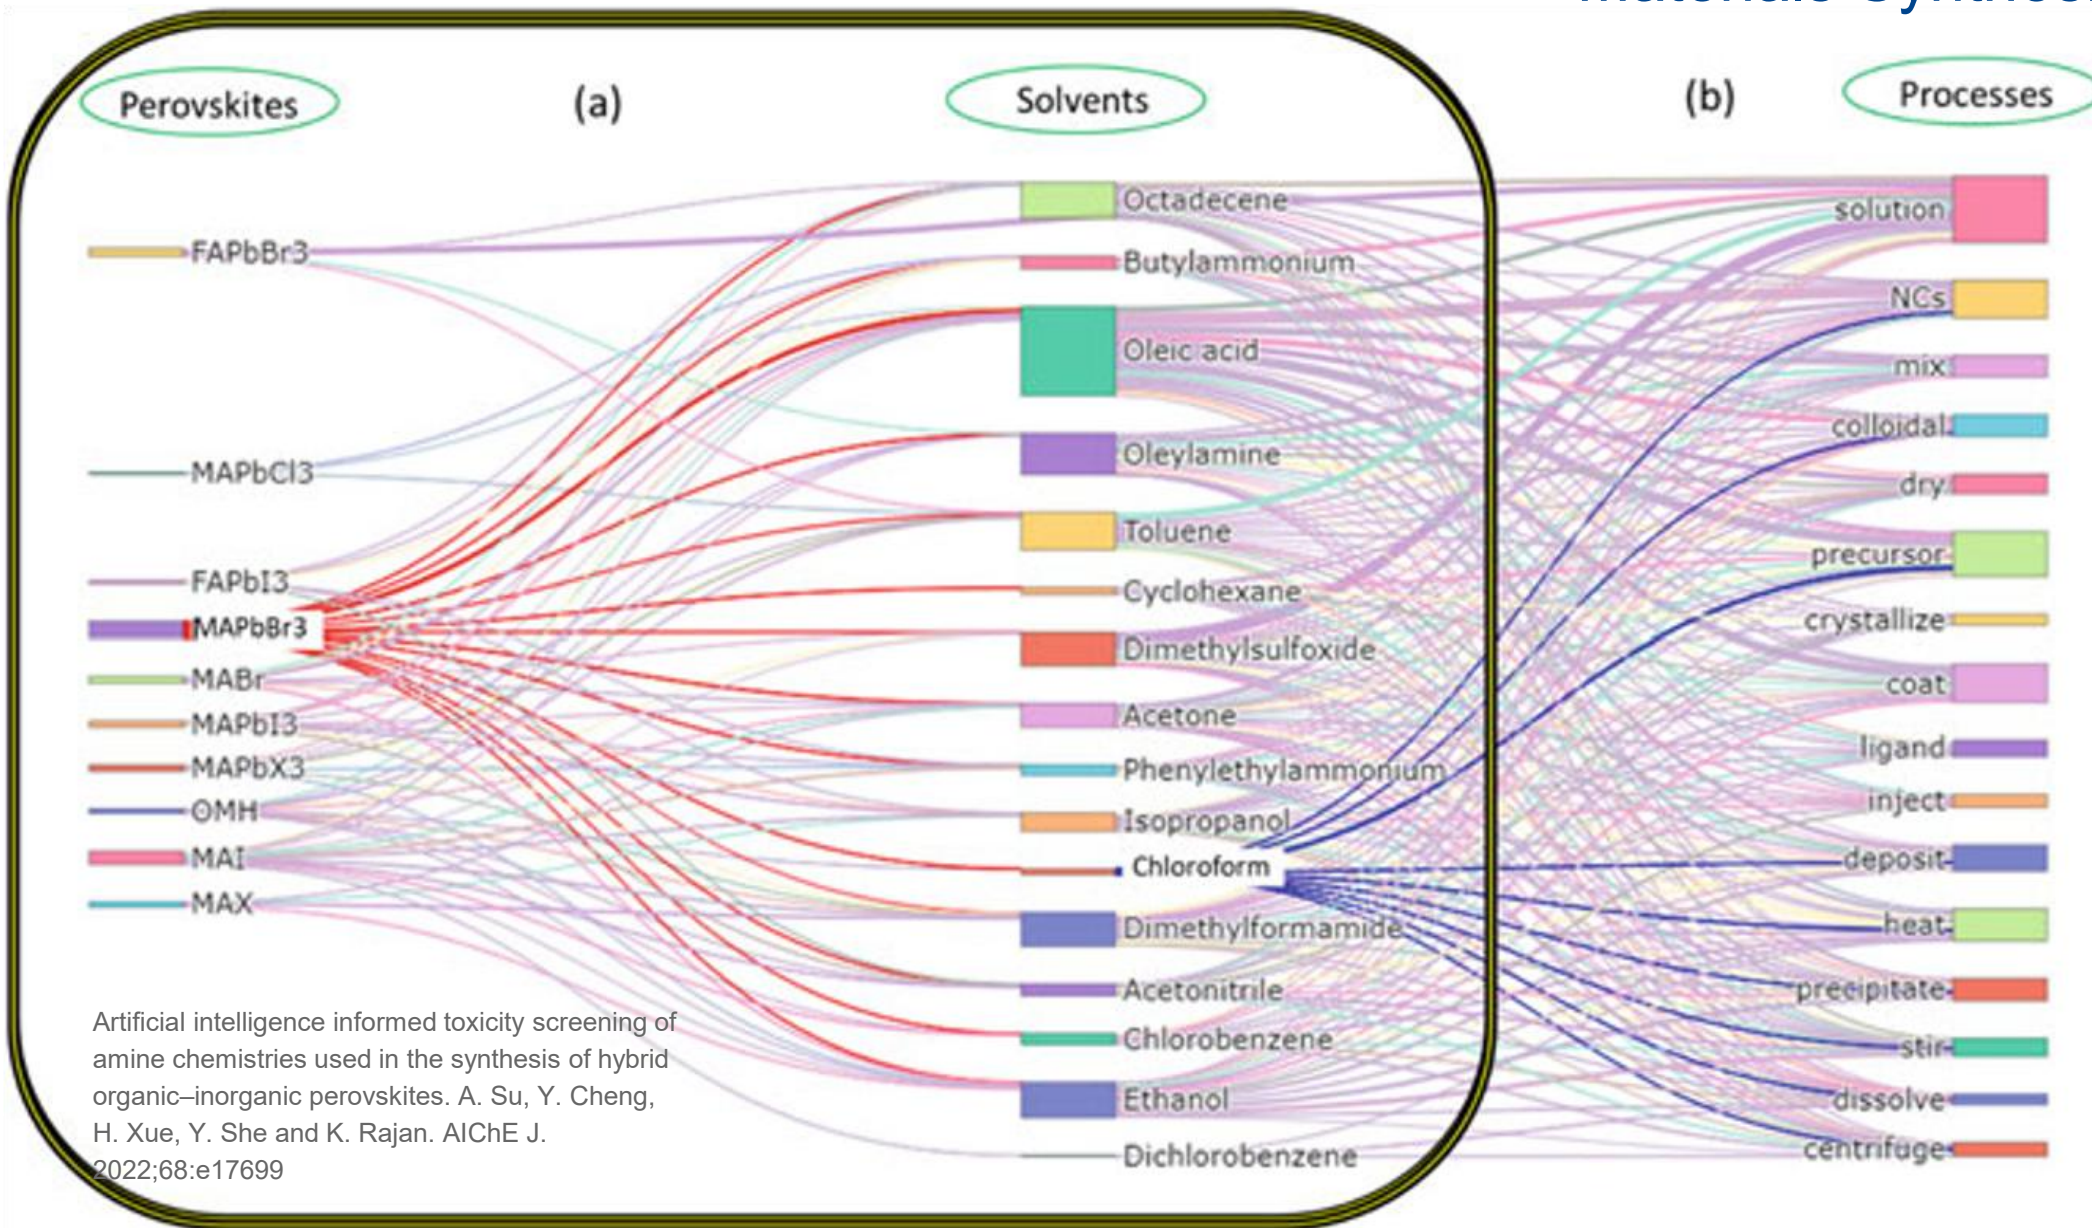 Perovskites
(a)
Solvents
(b)
Processes
FAPbBr3
MAPbCl3
FAPbI3
MAPbBr3
MABr
MAPbI3
MAPbX3
OMH
MAI
MAX
Octadecene
Butylammonium
Oleic acid
Oleylamine
Toluene
Cyclohexane
Dimethylsulfoxide
Acetone
Phenylethylammonium
Isopropanol
Chloroform
Dimethylformamide
Acetonitrile
Chlorobenzene
Ethanol
Dichlorobenzene
solution
NCs
mix
colloidal
dry
precursor
crystallize
coat
ligand
inject
deposit
heat
precipitate
stir
dissolve
centrifuge
Artificial intelligence informed toxicity screening of
amine chemistries used in the synthesis of hybrid
organic–inorganic perovskites. A. Su, Y. Cheng,
H. Xue, Y. She and K. Rajan. AIChE J.
2022;68:e17699